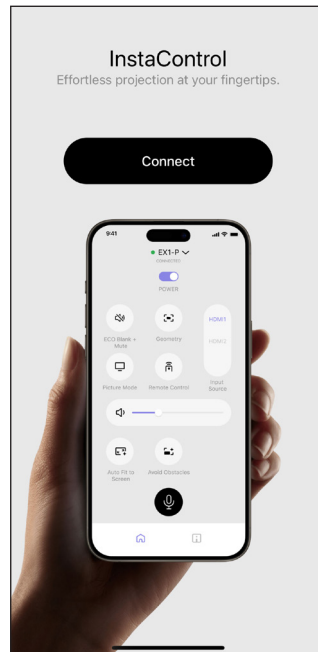 InstaControl
Effortless projection at your fingertips.
Connect
9:41
EX1-P
CONNECTED
POWER
ECO Blank +
Mute
Geometry
HDMI1
HDMI2
Picture Mode
Remote Control
Input
Source
Auto Fit to
Screen
Avoid Obstacles